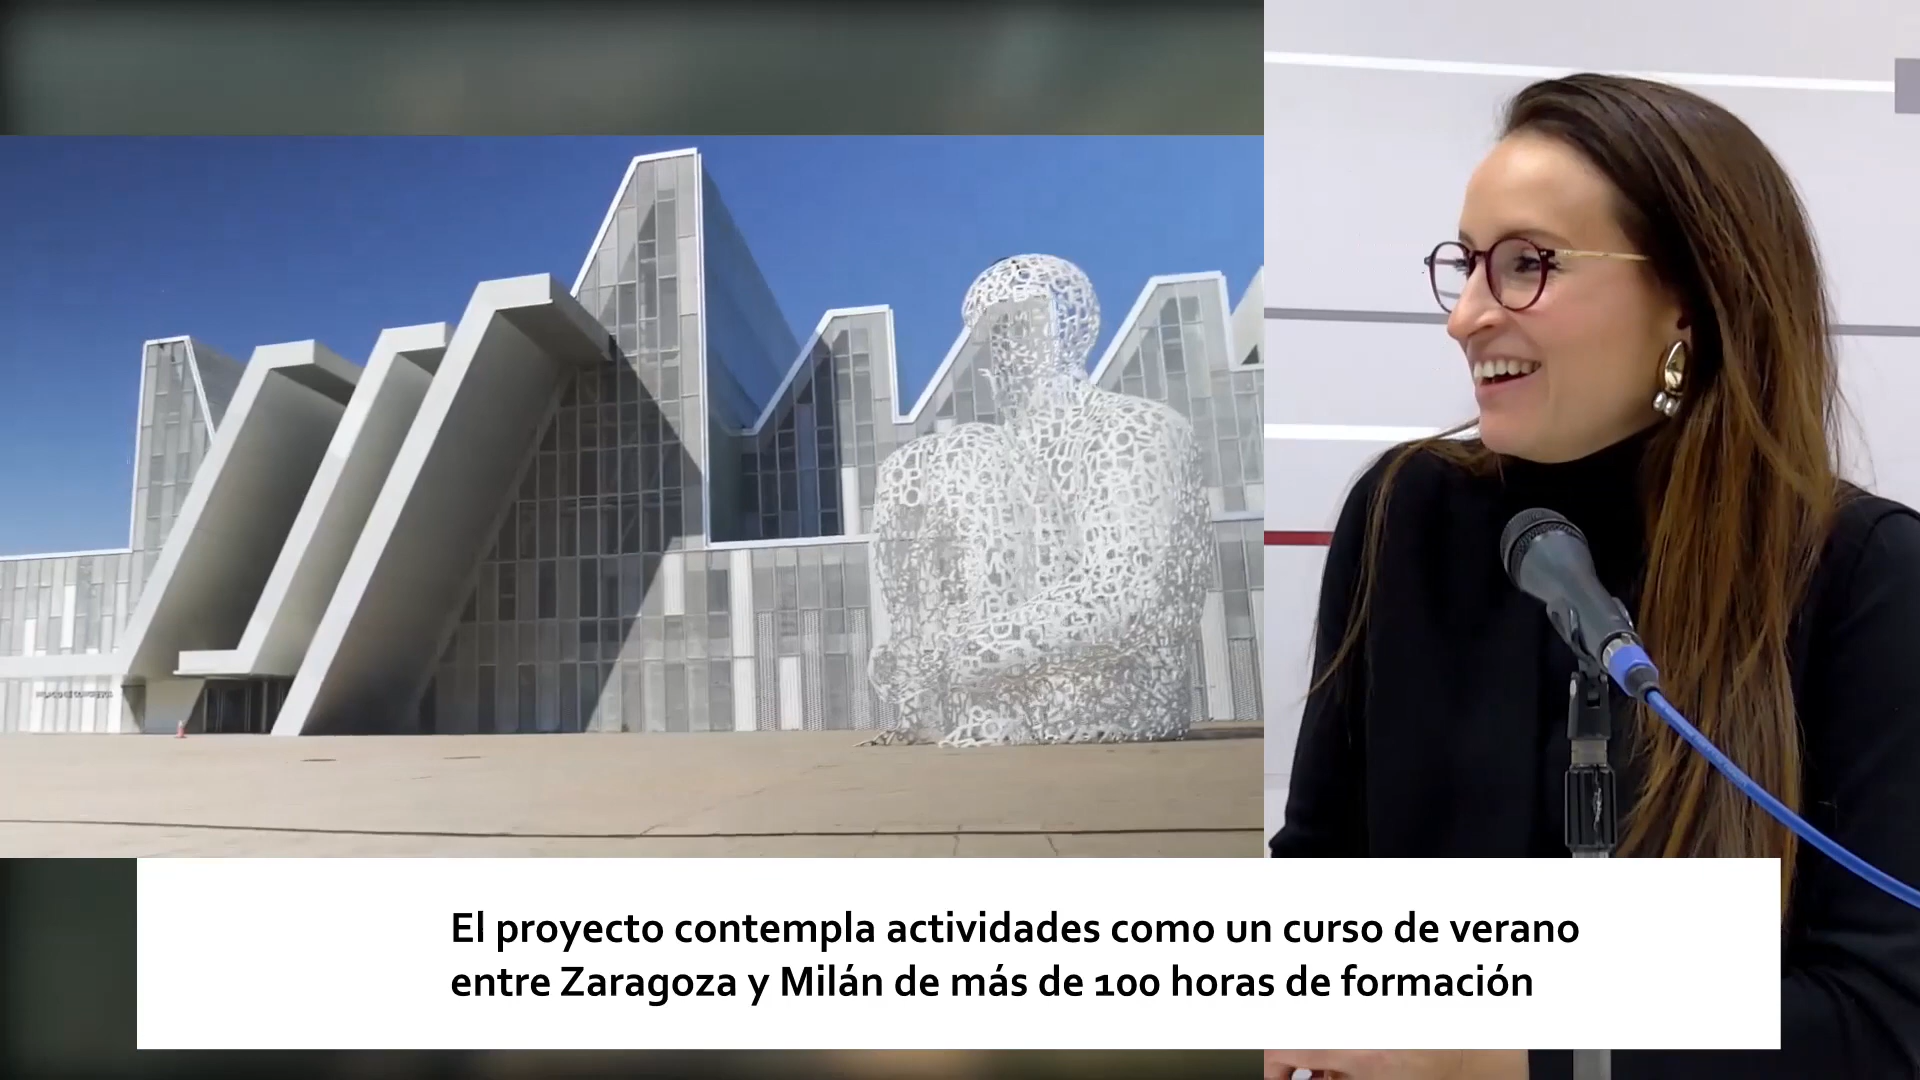 El proyecto contempla actividades como un curso de verano
entre Zaragoza y Milán de más de 100 horas de formación